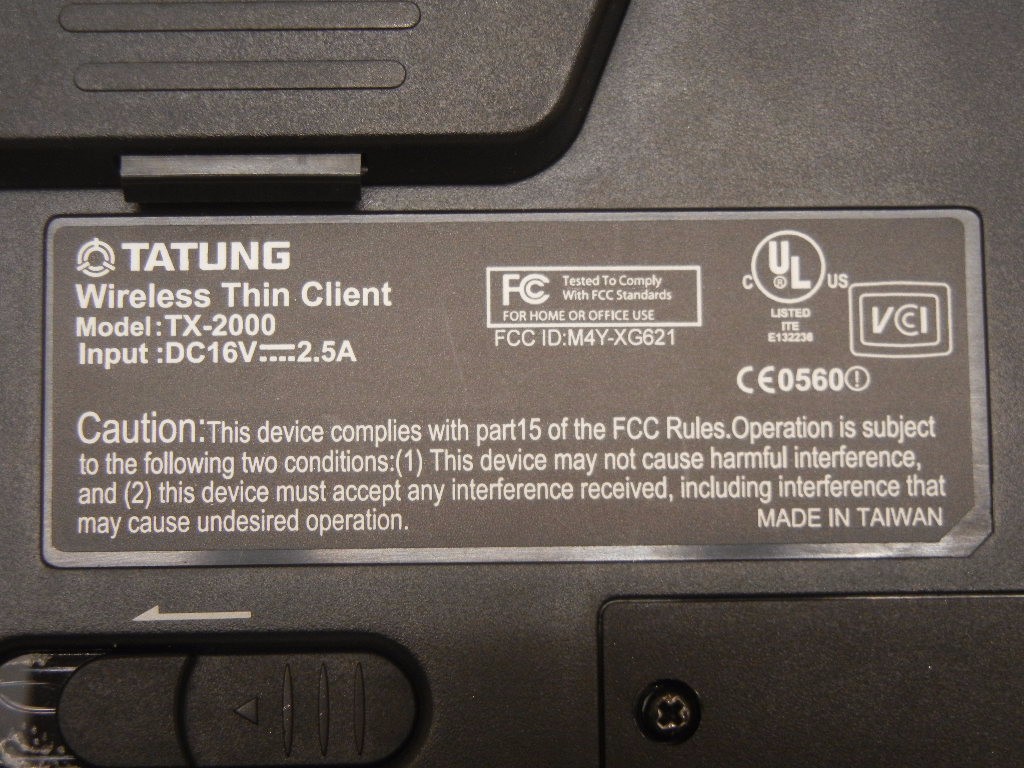 TATUNG
Wireless Thin Client
Model:TX-2000
Input :DC16V⎓2.5A
FC Tested To Comply
With FCC Standards
FOR HOME OR OFFICE USE
FCC ID:M4Y-XG621
C UL ® US
LISTED
ITE
E132236
VCI
CE0560!
Caution:This device complies with part15 of the FCC Rules.Operation is subject
to the following two conditions:(1) This device may not cause harmful interference,
and (2) this device must accept any interference received, including interference that
may cause undesired operation.
MADE IN TAIWAN